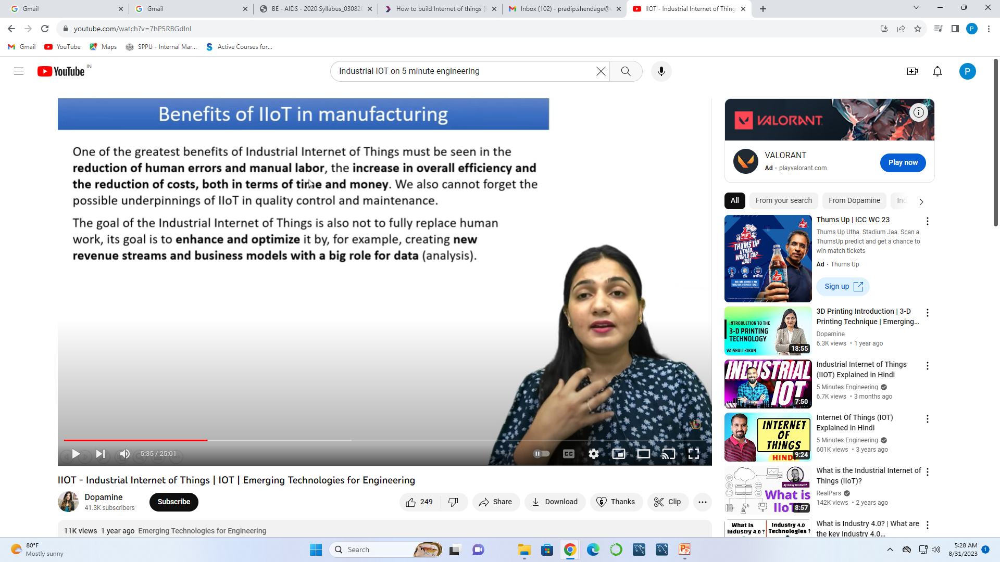 Gmail
Gmail
BE - AIDS - 2020 Syllabus_03082
How to build Internet of things (
Inbox (102) - pradip.shendage@
IIOT - Industrial Internet of Thing
youtube.com/watch?v=7hP5RBGdInI
P
Gmail
YouTube
Maps
SPPU - Internal Mar...
Active Courses for...
YouTube IN
Industrial IOT on 5 minute engineering
P
Benefits of IIoT in manufacturing
One of the greatest benefits of Industrial Internet of Things must be seen in the
reduction of human errors and manual labor, the increase in overall efficiency and
the reduction of costs, both in terms of time and money. We also cannot forget the
possible underpinnings of IIoT in quality control and maintenance.
The goal of the Industrial Internet of Things is also not to fully replace human
work, its goal is to enhance and optimize it by, for example, creating new
revenue streams and business models with a big role for data (analysis).
5:35 / 25:01
CC
IIOT - Industrial Internet of Things | IOT | Emerging Technologies for Engineering
Dopamine
41.3K subscribers
Subscribe
249
Share
Download
Thanks
Clip
11K views 1 year ago Emerging Technologies for Engineering
VALORANT
VALORANT
Ad · playvalorant.com
Play now
All
From your search
From Dopamine
THUMS UP
UTHAO,
WORLD CUP
JAO!
Thums Up | ICC WC 23
Thums Up Utha. Stadium Jaa. Scan a
ThumsUp predict and get a chance to
win match tickets
Ad · Thums Up
Sign up
INTRODUCTION TO THE
3-D PRINTING
TECHNOLOGY
VAISHALI KIKAN
18:55
3D Printing Introduction | 3-D
Printing Technique | Emerging...
Dopamine
6.3K views • 1 year ago
INDUSTRIAL
IOT
HINDI
7:50
Industrial Internet of Things
(IIOT) Explained in Hindi
5 Minutes Engineering
6.7K views • 3 months ago
INTERNET
OF
THINGS
HINDI
9:24
Internet Of Things (IOT)
Explained in Hindi
5 Minutes Engineering
601K views • 3 years ago
By Wally Gastreich
What is
IIoT
8:57
What is the Industrial Internet of
Things (IIoT)?
RealPars
142K views • 2 years ago
What Is
Industry 4.0 ?
Industry 4.0
Technologies ?
What is Industry 4.0? | What are
the key Industry 4.0...
80°F
Mostly sunny
Search
5:28 AM
8/31/2023
1